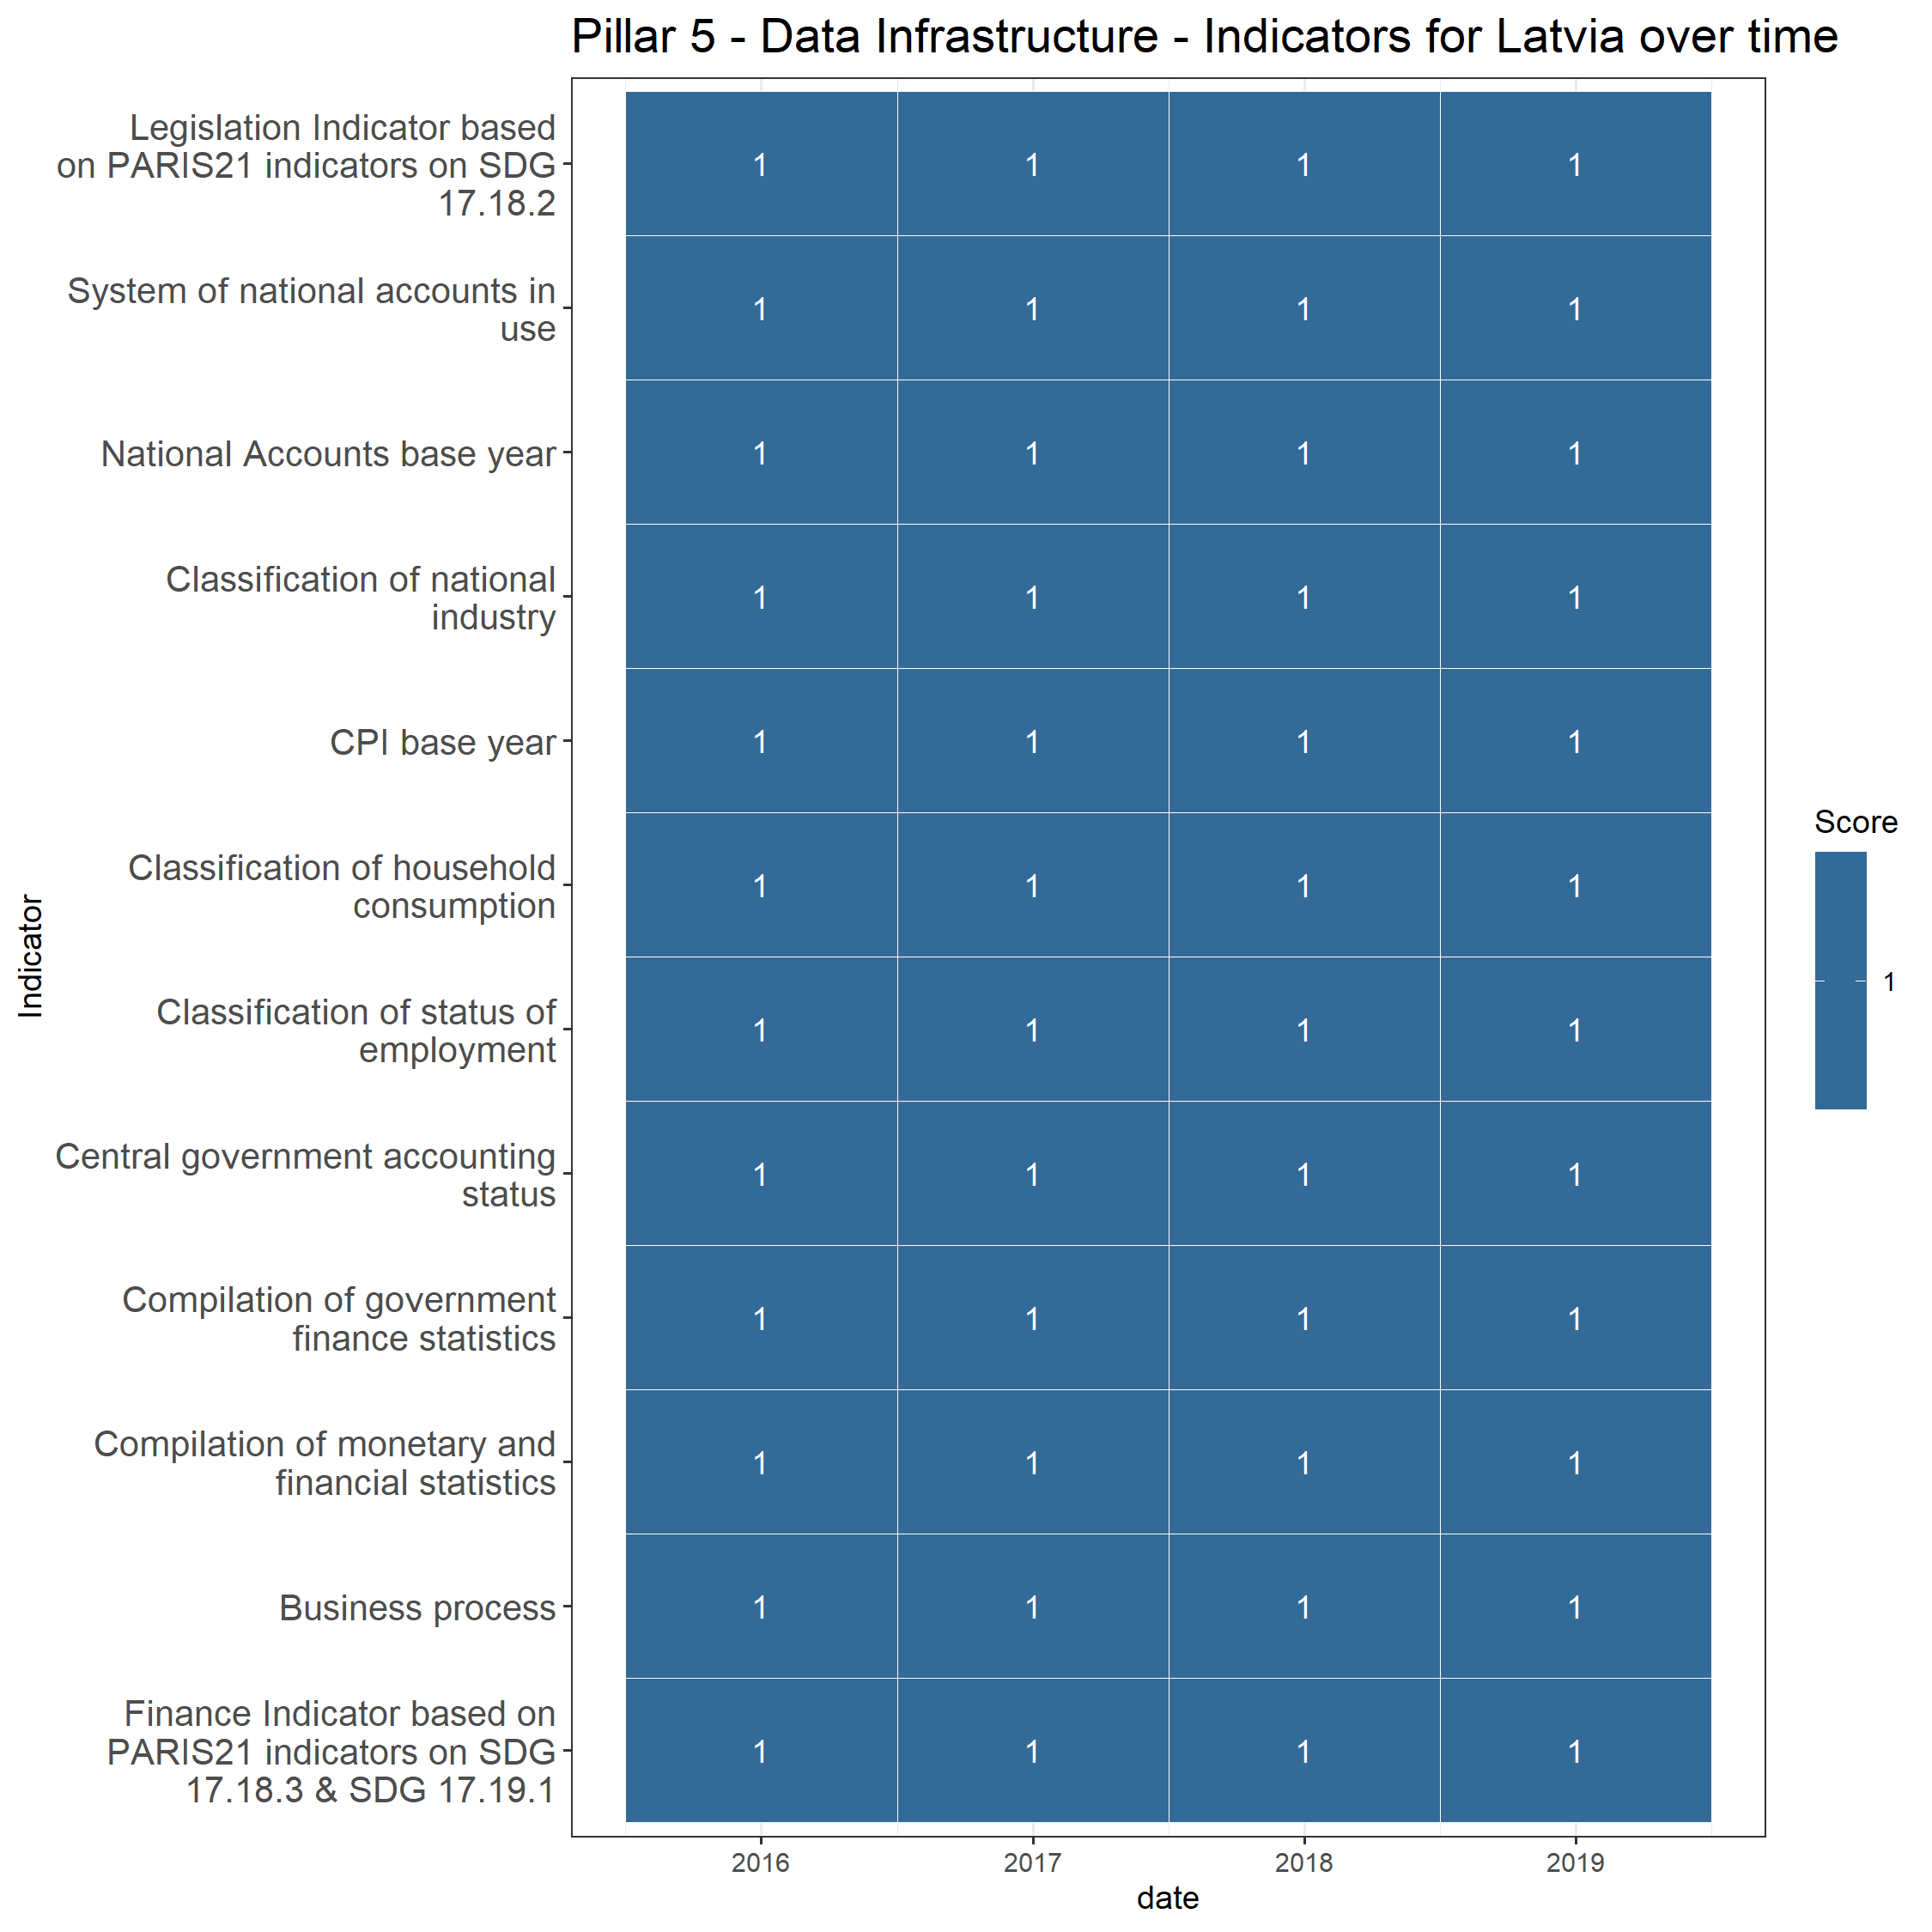 Pillar 5 - Data Infrastructure - Indicators for Latvia over time
Legislation Indicator based
on PARIS21 indicators on SDG
17.18.2
1 1 1 1
System of national accounts in
use
1 1 1 1
National Accounts base year
1 1 1 1
Classification of national
industry
1 1 1 1
CPI base year
1 1 1 1
Classification of household
consumption
1 1 1 1
Classification of status of
employment
1 1 1 1
Central government accounting
status
1 1 1 1
Compilation of government
finance statistics
1 1 1 1
Compilation of monetary and
financial statistics
1 1 1 1
Business process
1 1 1 1
Finance Indicator based on
PARIS21 indicators on SDG
17.18.3 & SDG 17.19.1
1 1 1 1
2016 2017 2018 2019
date
Indicator
Score
1